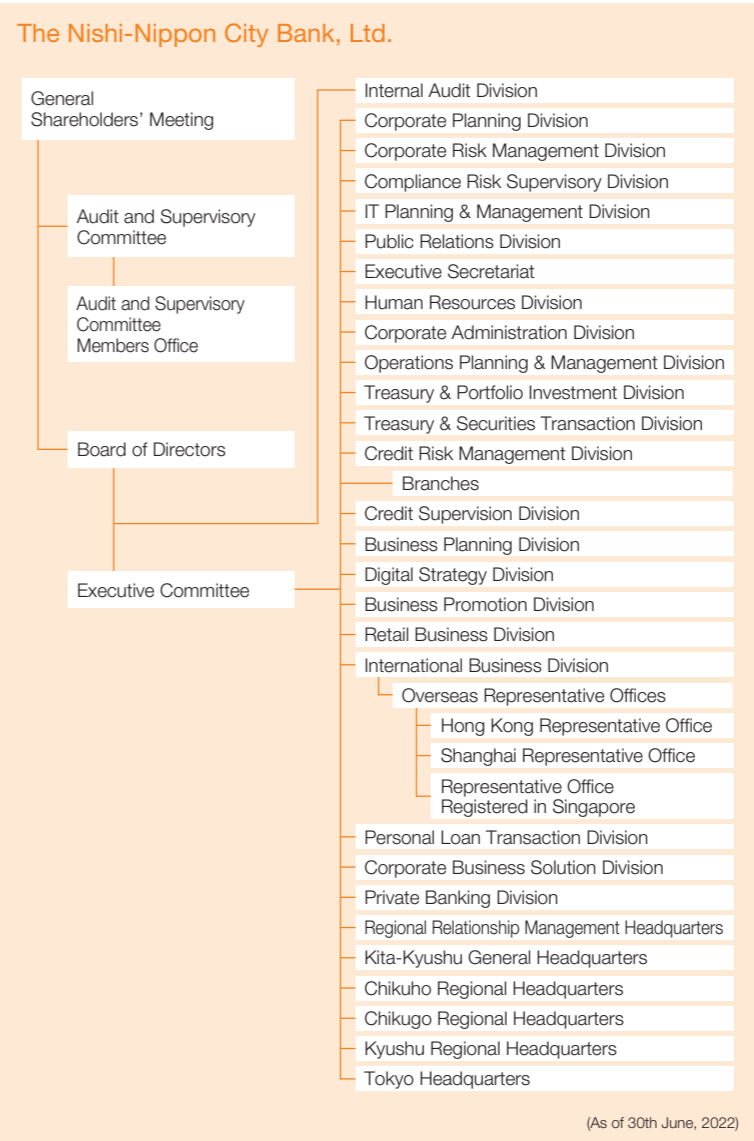 The Nishi-Nippon City Bank, Ltd.
General
Shareholders’ Meeting
Audit and Supervisory
Committee
Audit and Supervisory
Committee
Members Office
Board of Directors
Executive Committee
Internal Audit Division
Corporate Planning Division
Corporate Risk Management Division
Compliance Risk Supervisory Division
IT Planning & Management Division
Public Relations Division
Executive Secretariat
Human Resources Division
Corporate Administration Division
Operations Planning & Management Division
Treasury & Portfolio Investment Division
Treasury & Securities Transaction Division
Credit Risk Management Division
Branches
Credit Supervision Division
Business Planning Division
Digital Strategy Division
Business Promotion Division
Retail Business Division
International Business Division
Overseas Representative Offices
Hong Kong Representative Office
Shanghai Representative Office
Representative Office
Registered in Singapore
Personal Loan Transaction Division
Corporate Business Solution Division
Private Banking Division
Regional Relationship Management Headquarters
Kita-Kyushu General Headquarters
Chikuho Regional Headquarters
Chikugo Regional Headquarters
Kyushu Regional Headquarters
Tokyo Headquarters
(As of 30th June, 2022)